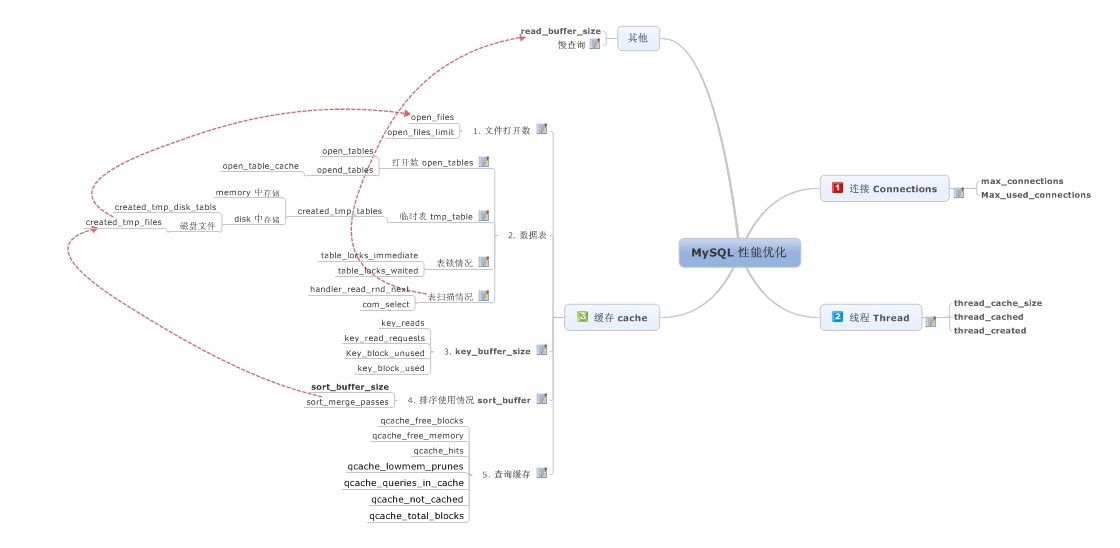 MySQL 性能优化
1 连接 Connections
max_connections
Max_used_connections
2 线程 Thread
thread_cache_size
thread_cached
thread_created
3 缓存 cache
1. 文件打开数
open_files
open_files_limit
2. 数据表
打开数 open_tables
open_tables
opend_tables
open_table_cache
临时表 tmp_table
created_tmp_tables
memory 中存储
disk 中存储
created_tmp_disk_tabls
磁盘文件
created_tmp_files
表锁情况
table_locks_immediate
table_locks_waited
表扫描情况
handler_read_rnd_next
com_select
3. key_buffer_size
key_reads
key_read_requests
Key_block_unused
key_block_used
4. 排序使用情况 sort_buffer
sort_buffer_size
sort_merge_passes
5. 查询缓存
qcache_free_blocks
qcache_free_memory
qcache_hits
qcache_lowmem_prunes
qcache_queries_in_cache
qcache_not_cached
qcache_total_blocks
其他
read_buffer_size
慢查询